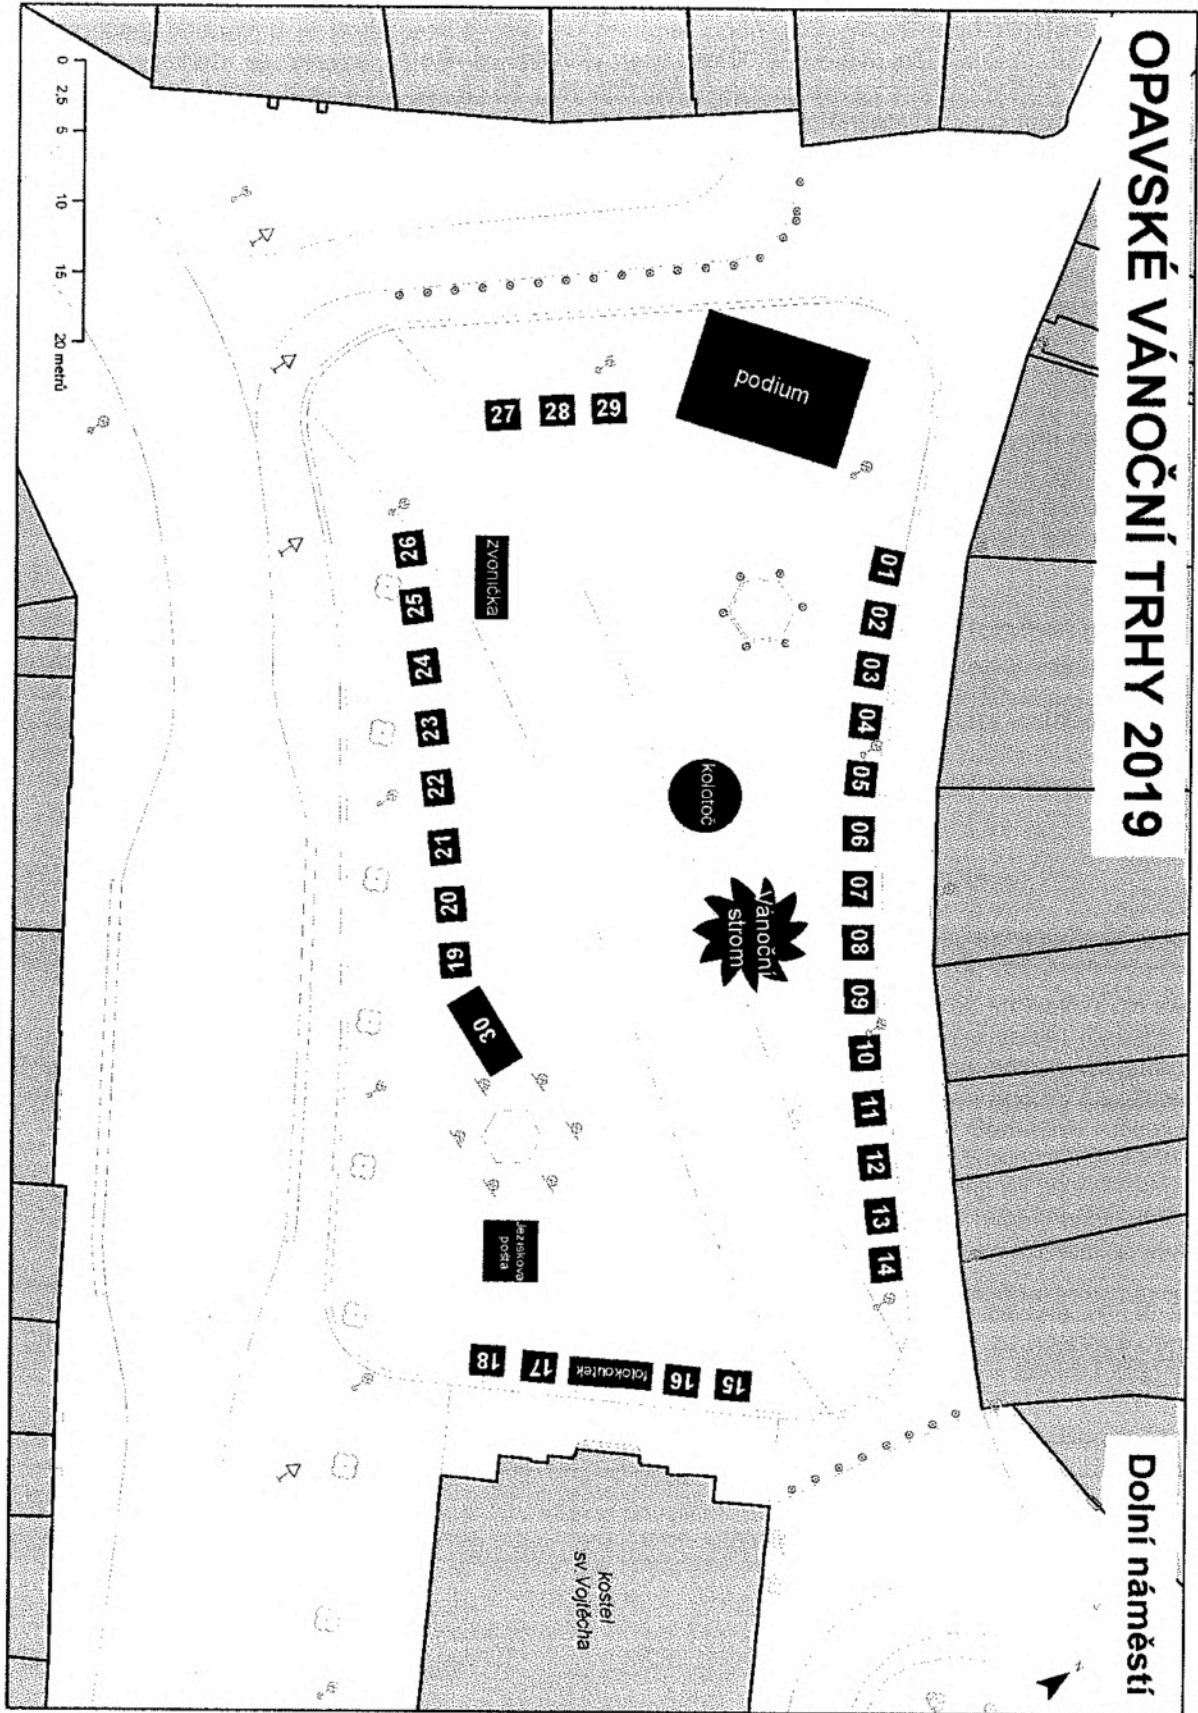 OPAVSKÉ VÁNOČNÍ TRHY 2019
Dolní náměstí
0 2,5 5 10 15 20 metrů
podium
27 28 29
26
25
24
23
22
21
20
19
30
zvonička
kolotoč
Vánoční
strom
01
02
03
04
05
06
07
08
09
10
11
12
13
14
Ježíškova
pošta
18 17 fotokoutek 16 15
kostel
sv.Vojtěcha